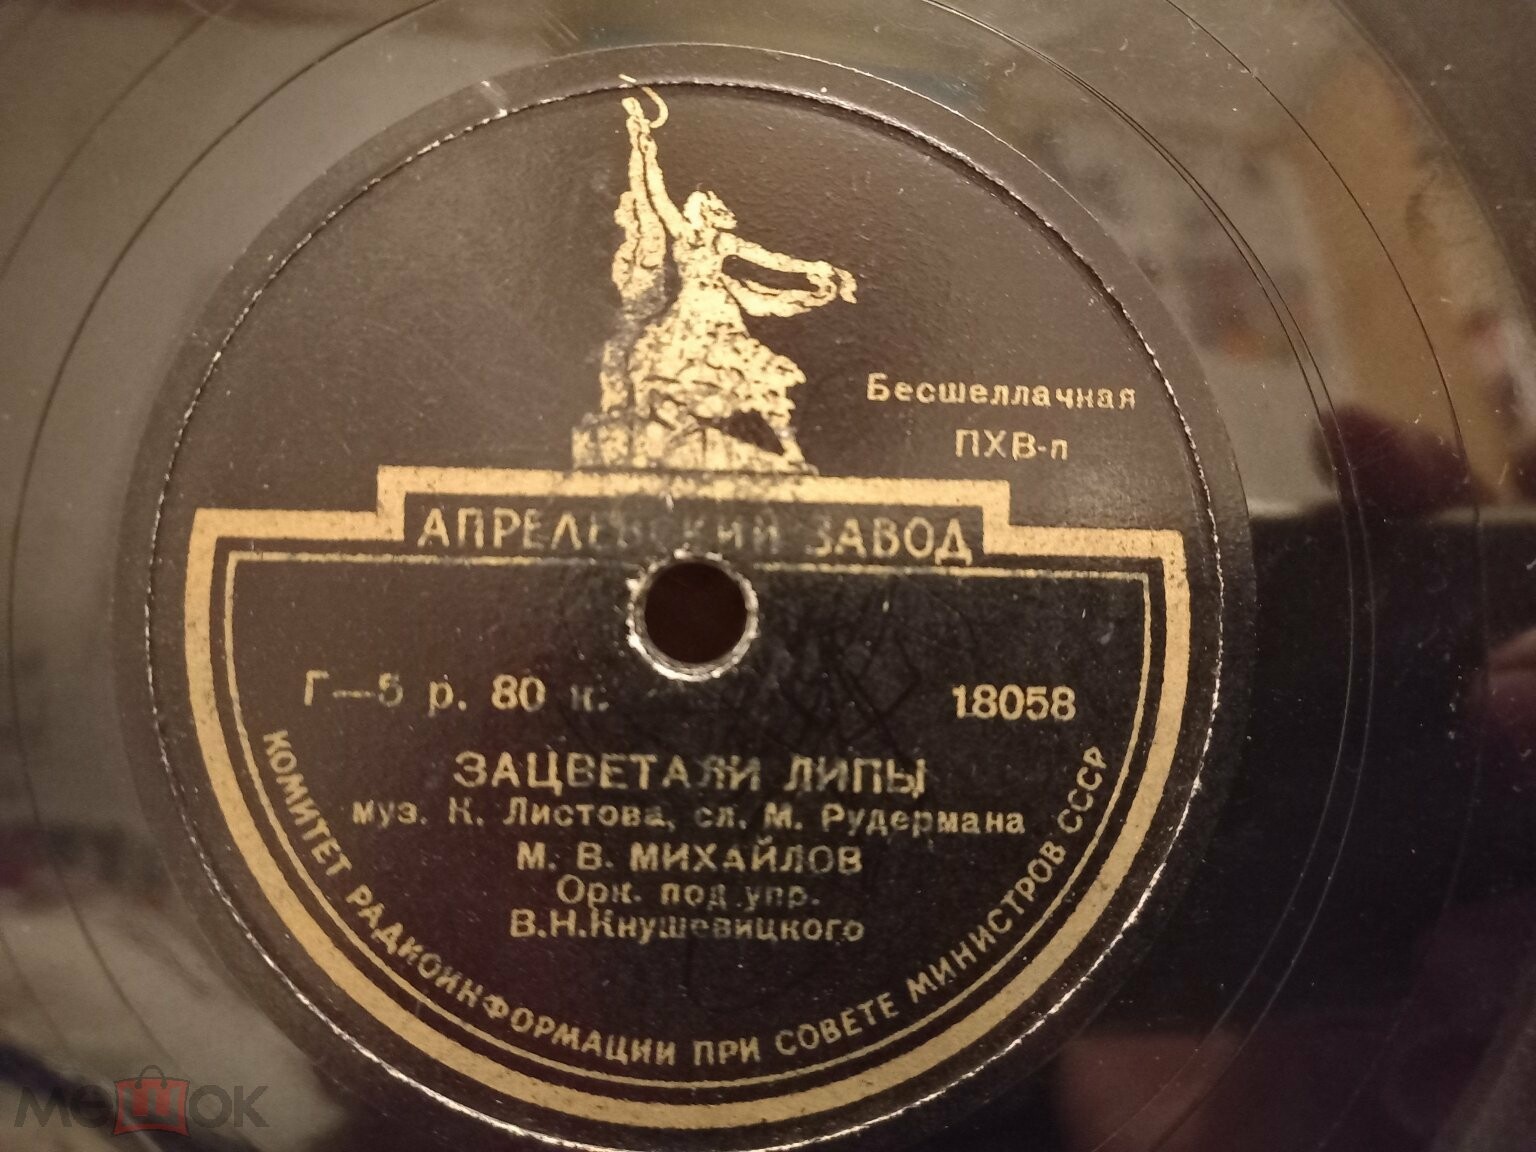 Бесшеллачная
ПХВ-п
АПРЕЛЕВСКИЙ ЗАВОД
Г—5 р. 80 к.
18058
ЗАЦВЕТАЛИ ЛИПЫ
муз. К. Листова, сл. М. Рудермана
М. В. МИХАЙЛОВ
Орк. под упр.
В.Н.Кнушевицкого
КОМИТЕТ РАДИОИНФОРМАЦИИ ПРИ СОВЕТЕ МИНИСТРОВ СССР
мешок